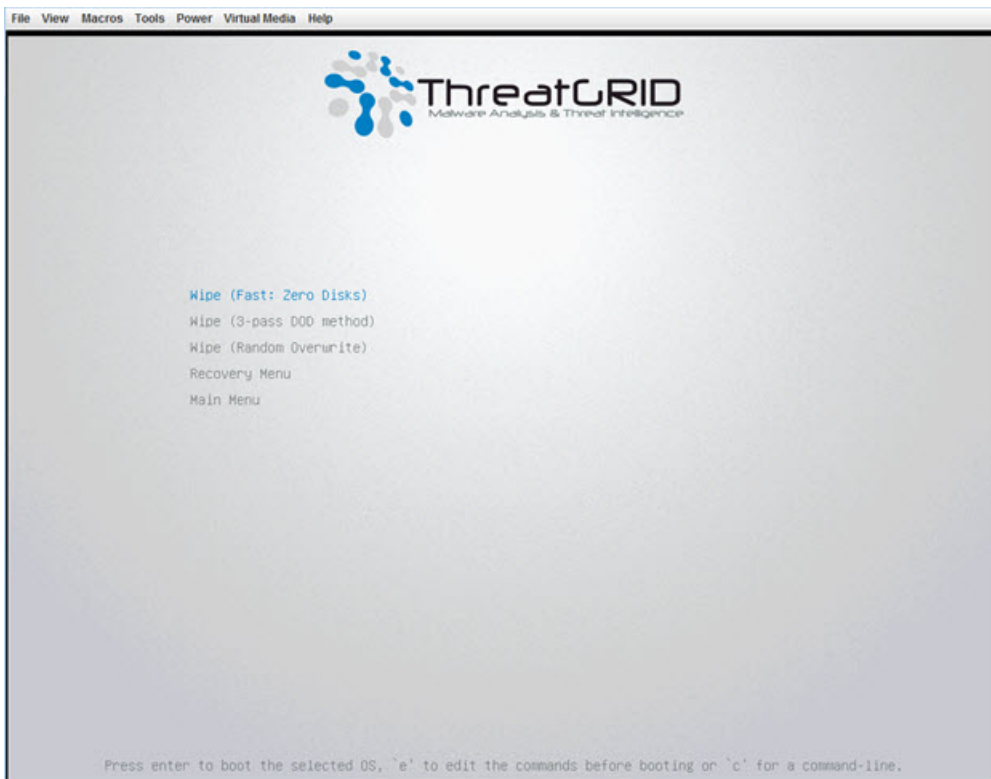 File View Macros Tools Power Virtual Media Help
ThreatGRID
Malware Analysis & Threat Intelligence
Wipe (Fast: Zero Disks)
Wipe (3-pass DOD method)
Wipe (Random Overwrite)
Recovery Menu
Main Menu
Press enter to boot the selected OS, `e' to edit the commands before booting or `c' for a command-line.